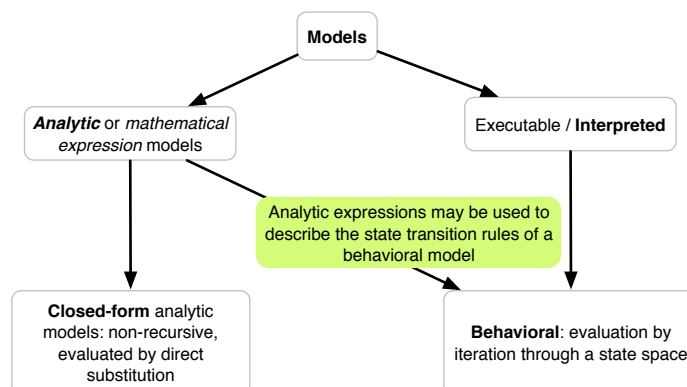 Models
Analytic or mathematical
expression models
Executable / Interpreted
Analytic expressions may be used to
describe the state transition rules of a
behavioral model
Closed-form analytic
models: non-recursive,
evaluated by direct
substitution
Behavioral: evaluation by
iteration through a state space